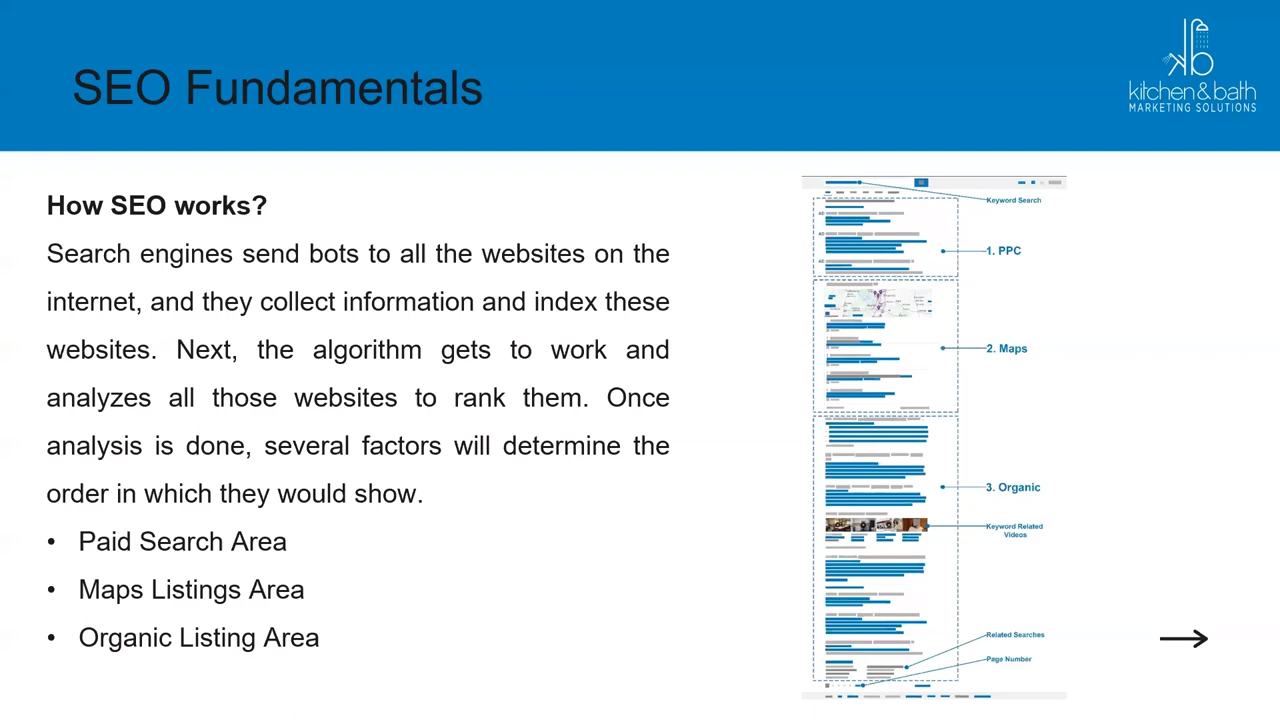 SEO Fundamentals
kitchen&bath
MARKETING SOLUTIONS
How SEO works?
Search engines send bots to all the websites on the
internet, and they collect information and index these
websites. Next, the algorithm gets to work and
analyzes all those websites to rank them. Once
analysis is done, several factors will determine the
order in which they would show.
• Paid Search Area
• Maps Listings Area
• Organic Listing Area
Keyword Search
1. PPC
2. Maps
3. Organic
Keyword Related
Videos
Related Searches
Page Number